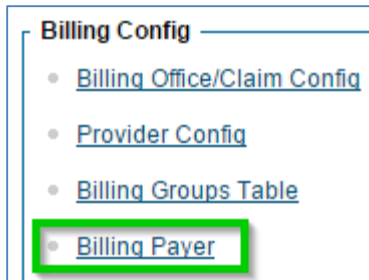 Billing Config
Billing Office/Claim Config
Provider Config
Billing Groups Table
Billing Payer